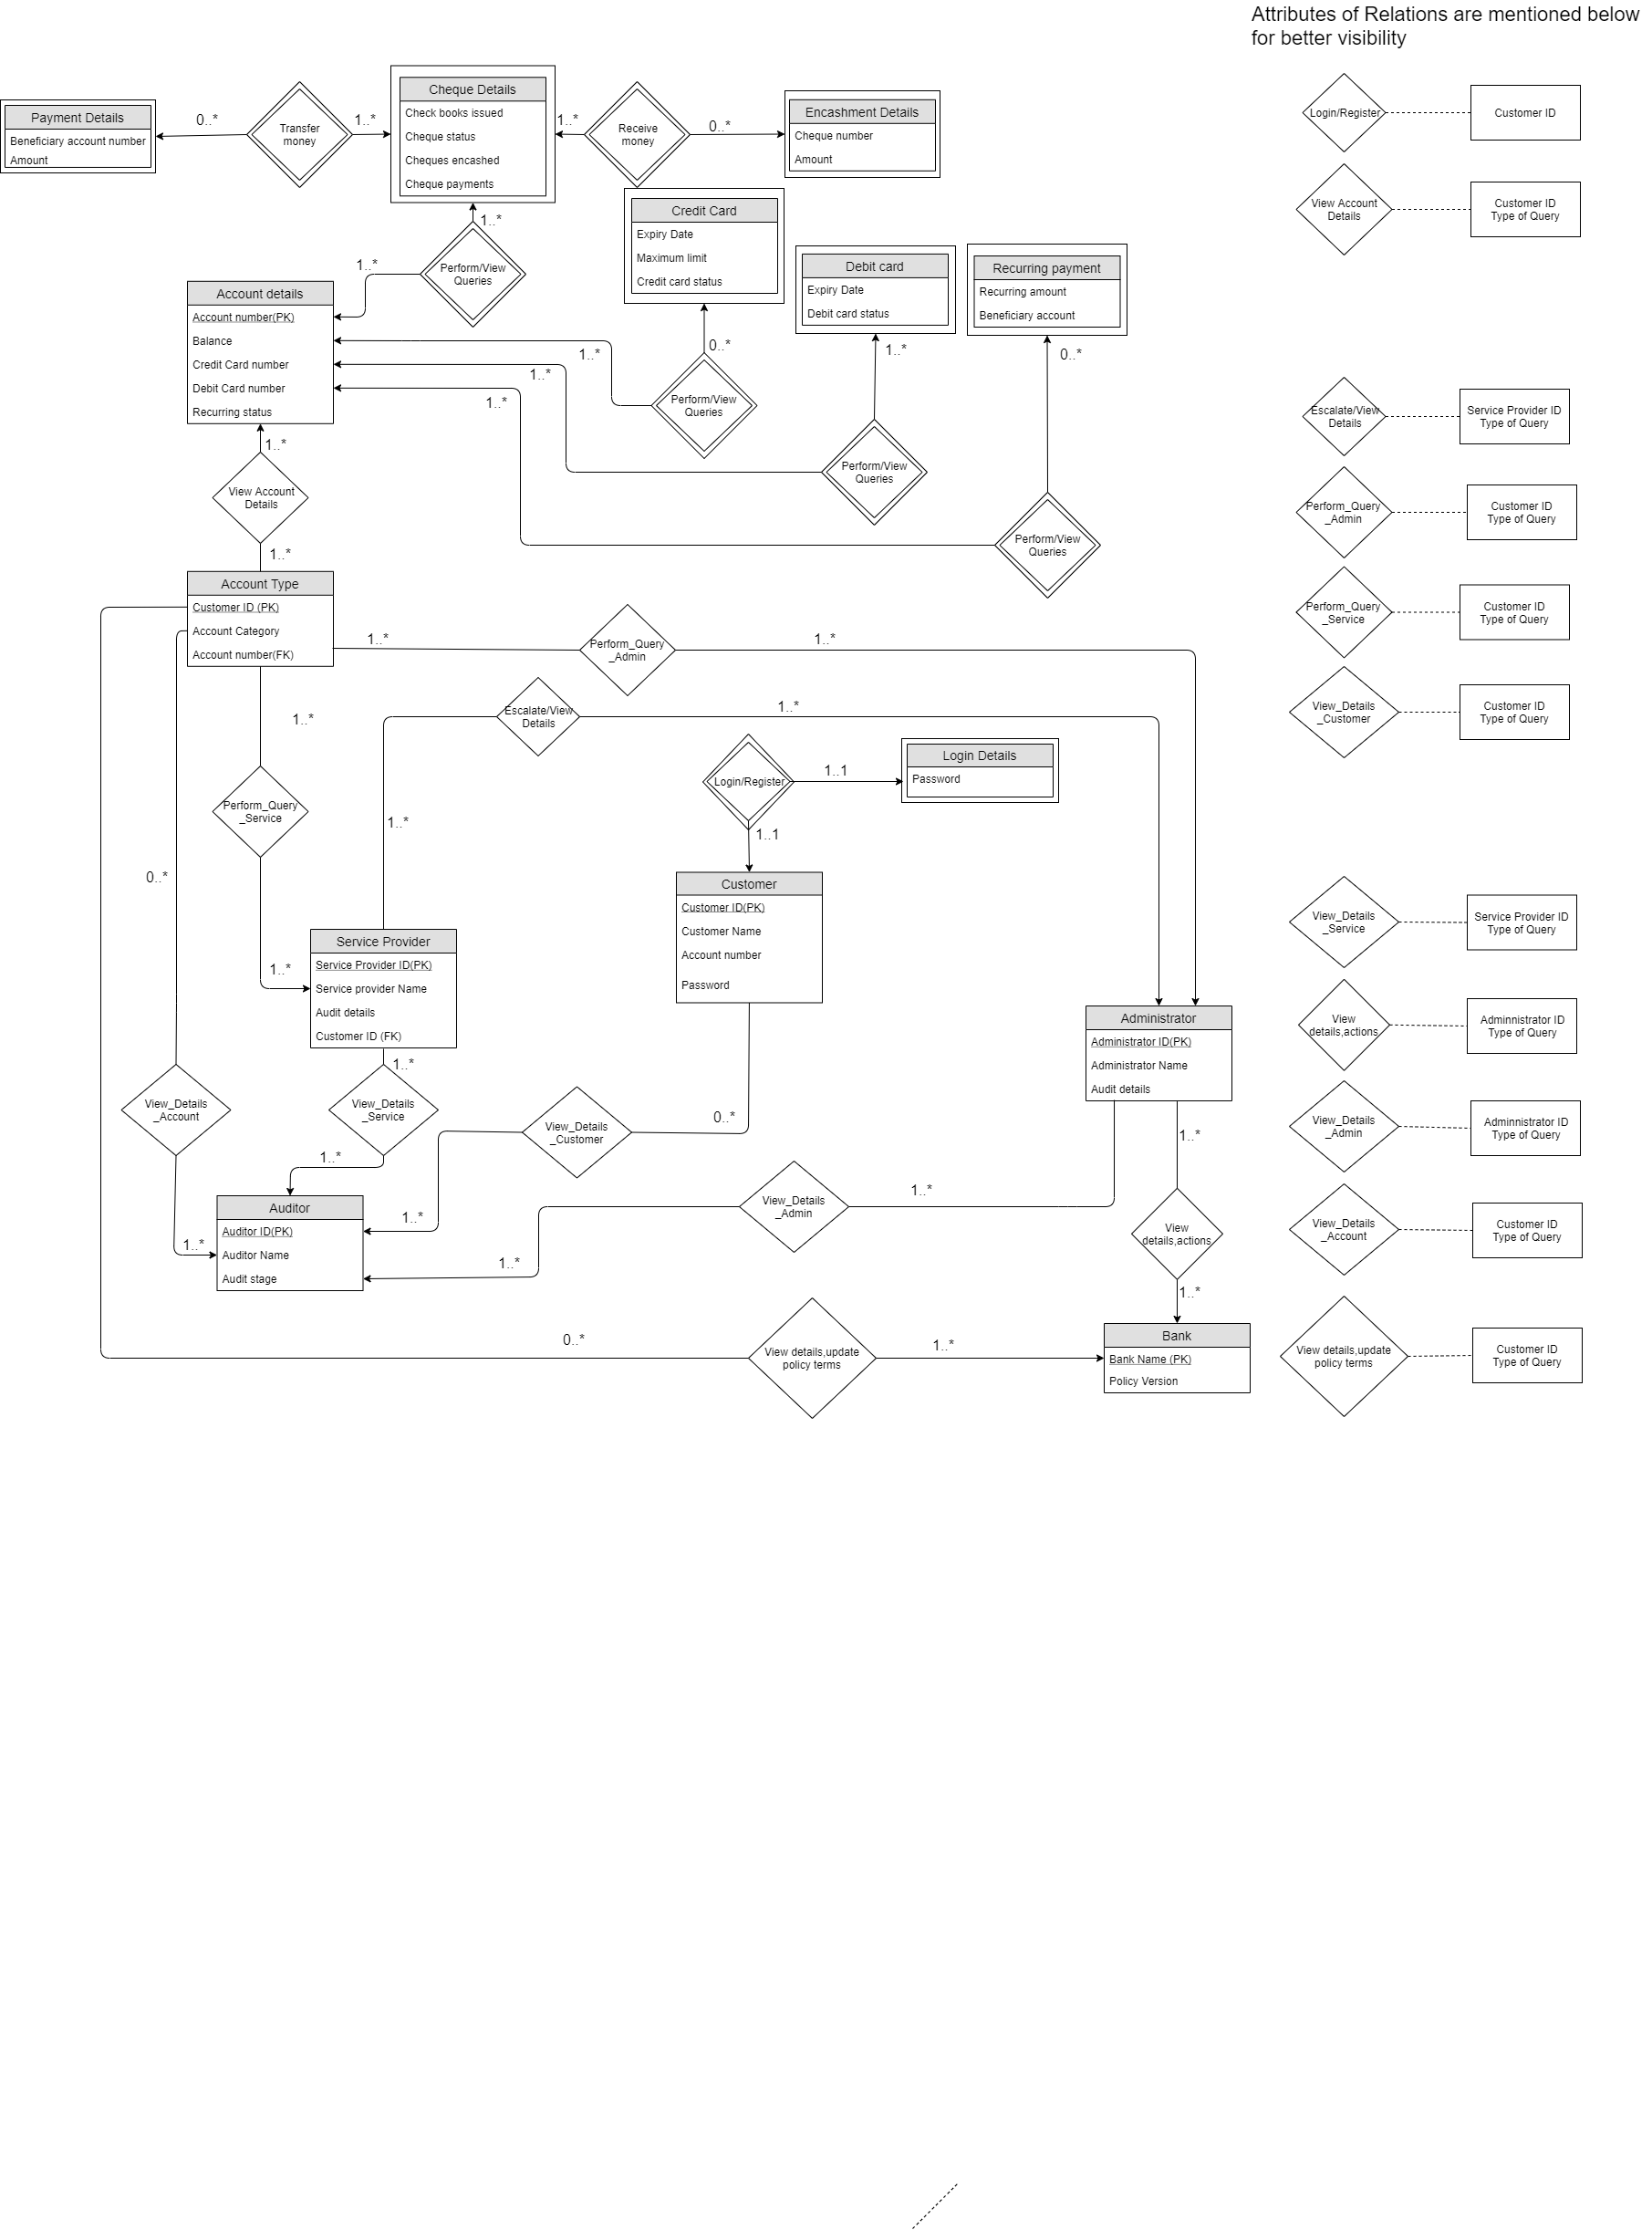 Attributes of Relations are mentioned below
for better visibility
Payment Details
Beneficiary account number
Amount
0..*
Transfer
money
1..*
Cheque Details
Check books issued
Cheque status
Cheques encashed
Cheque payments
1..*
Receive
money
0..*
Encashment Details
Cheque number
Amount
1..*
Perform/View
Queries
1..*
Credit Card
Expiry Date
Maximum limit
Credit card status
Debit card
Expiry Date
Debit card status
Recurring payment
Recurring amount
Beneficiary account
Account details
Account number(PK)
Balance
Credit Card number
Debit Card number
Recurring status
1..*
0..*
Perform/View
Queries
1..*
1..*
Perform/View
Queries
1..*
0..*
Perform/View
Queries
1..*
View Account
Details
1..*
Account Type
Customer ID (PK)
Account Category
Account number(FK)
1..*
Perform_Query
_Admin
1..*
1..*
Escalate/View
Details
1..*
1..*
Perform_Query
_Service
1..*
Login/Register
1..1
Login Details
Password
1..1
Customer
Customer ID(PK)
Customer Name
Account number
Password
0..*
Service Provider
Service Provider ID(PK)
Service provider Name
Audit details
Customer ID (FK)
Administrator
Administrator ID(PK)
Administrator Name
Audit details
1..*
View_Details
_Account
View_Details
_Service
1..*
View_Details
_Customer
0..*
1..*
1..*
View_Details
_Admin
1..*
1..*
View
details,actions
1..*
Auditor
Auditor ID(PK)
Auditor Name
Audit stage
1..*
1..*
0..*
View details,update
policy terms
1..*
Bank
Bank Name (PK)
Policy Version
Login/Register
Customer ID
View Account
Details
Customer ID
Type of Query
Escalate/View
Details
Service Provider ID
Type of Query
Perform_Query
_Admin
Customer ID
Type of Query
Perform_Query
_Service
Customer ID
Type of Query
View_Details
_Customer
Customer ID
Type of Query
View_Details
_Service
Service Provider ID
Type of Query
View
details,actions
Adminnistrator ID
Type of Query
View_Details
_Admin
Adminnistrator ID
Type of Query
View_Details
_Account
Customer ID
Type of Query
View details,update
policy terms
Customer ID
Type of Query